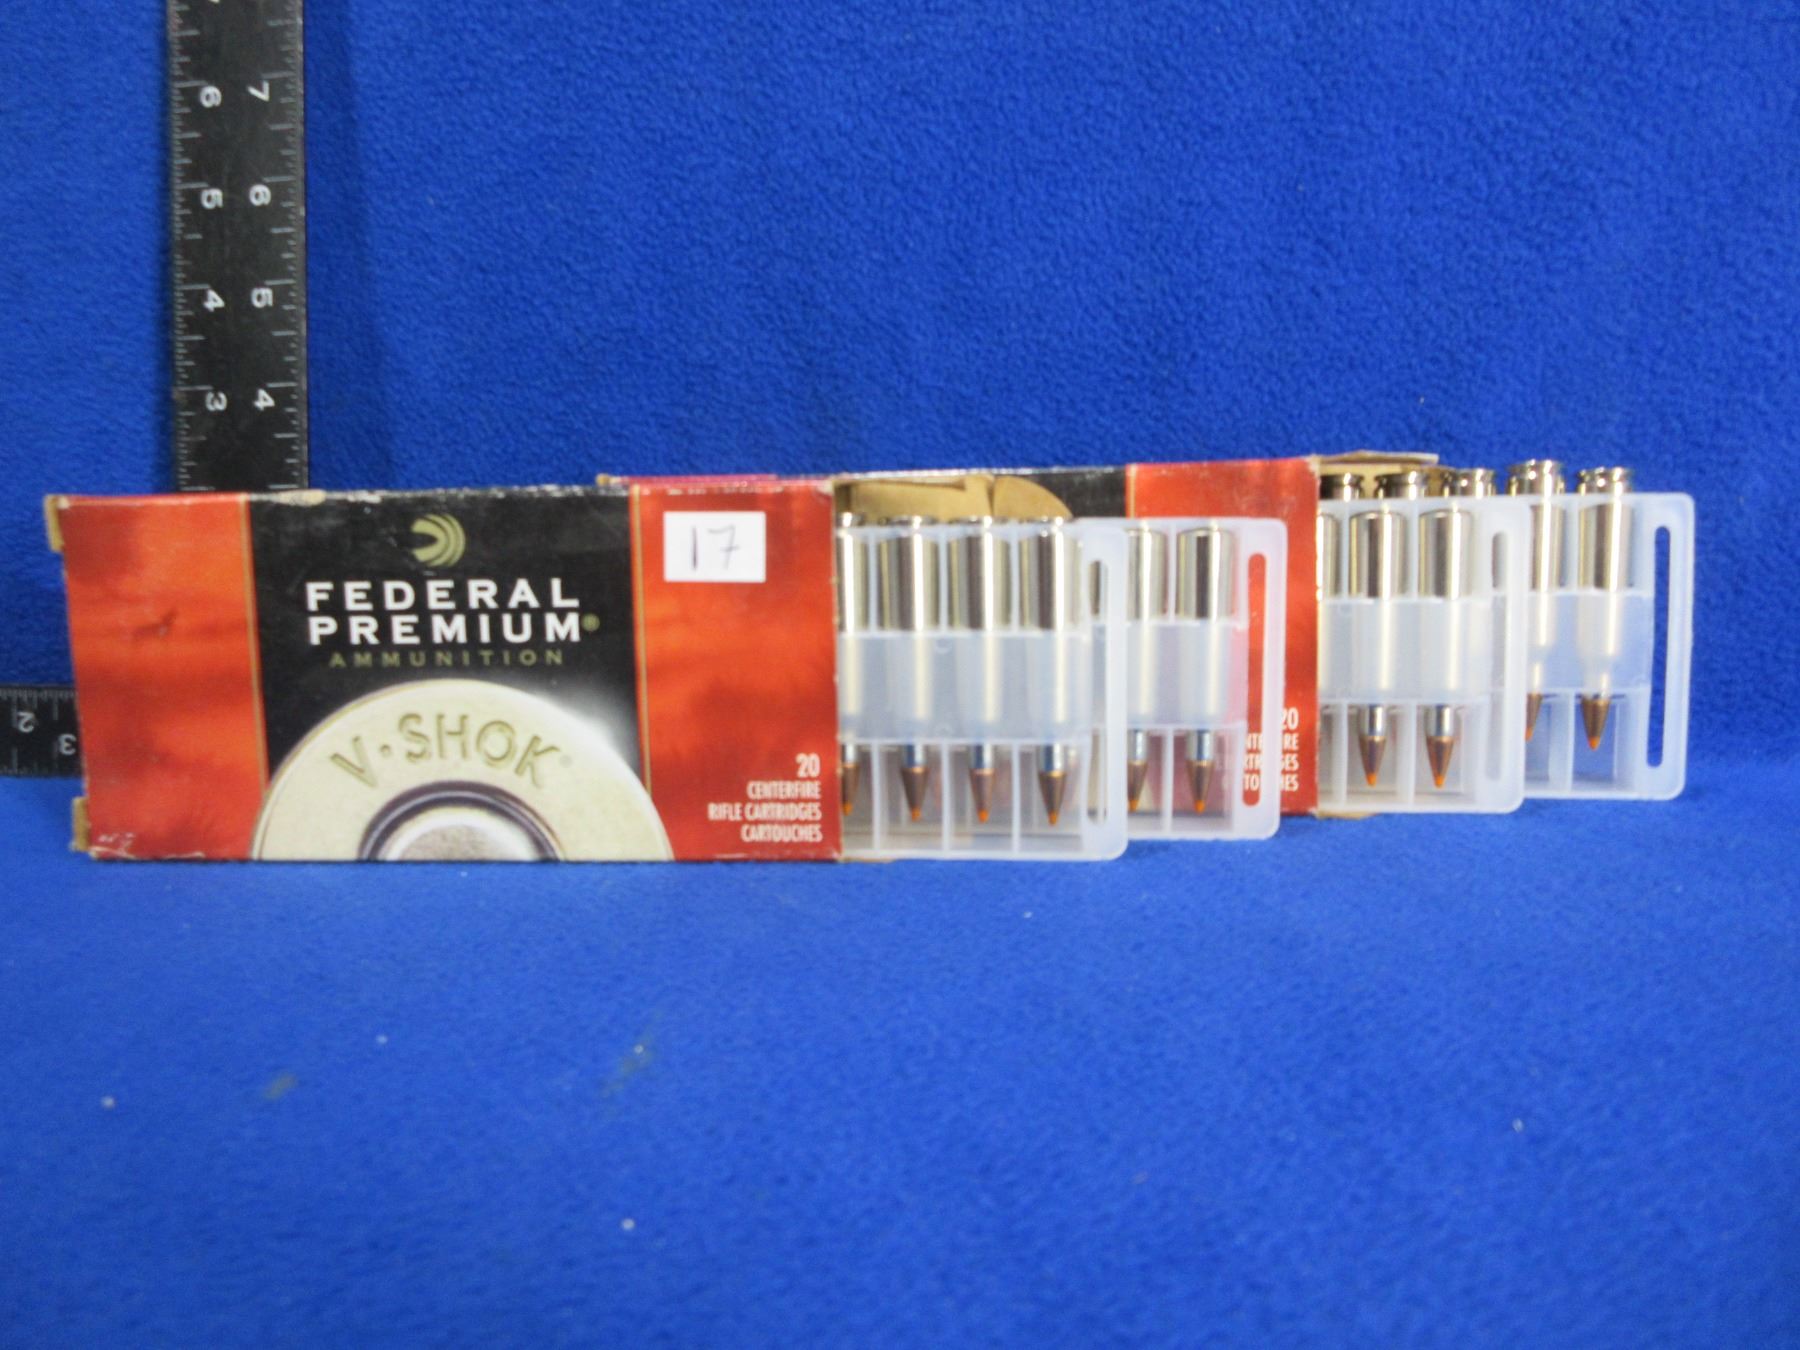 6 7
5 6
4 5
3 4
2
3
17
FEDERAL
PREMIUM®
AMMUNITION
V·SHOK
20
CENTERFIRE
RIFLE CARTRIDGES
CARTOUCHES
20